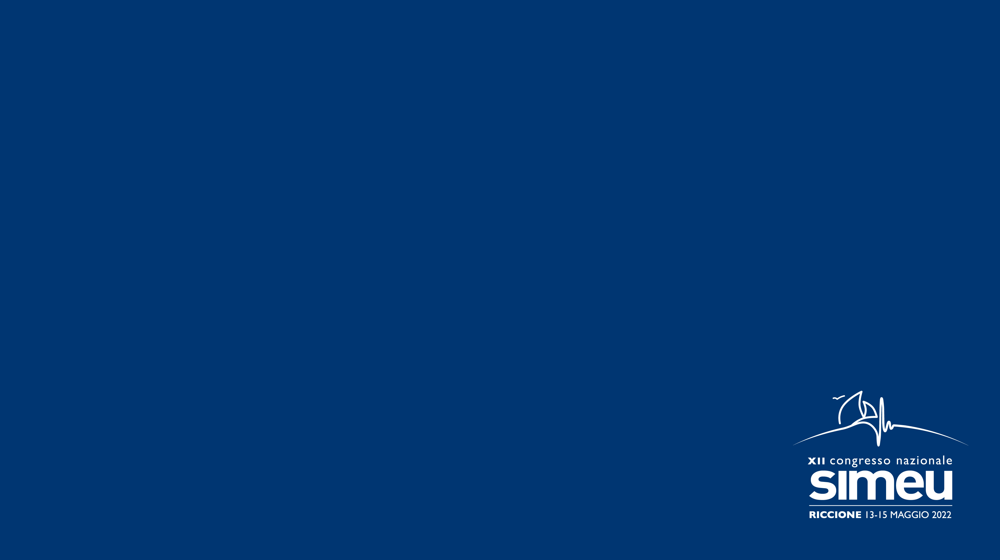 XII congresso nazionale
simeu
RICCIONE 13-15 MAGGIO 2022